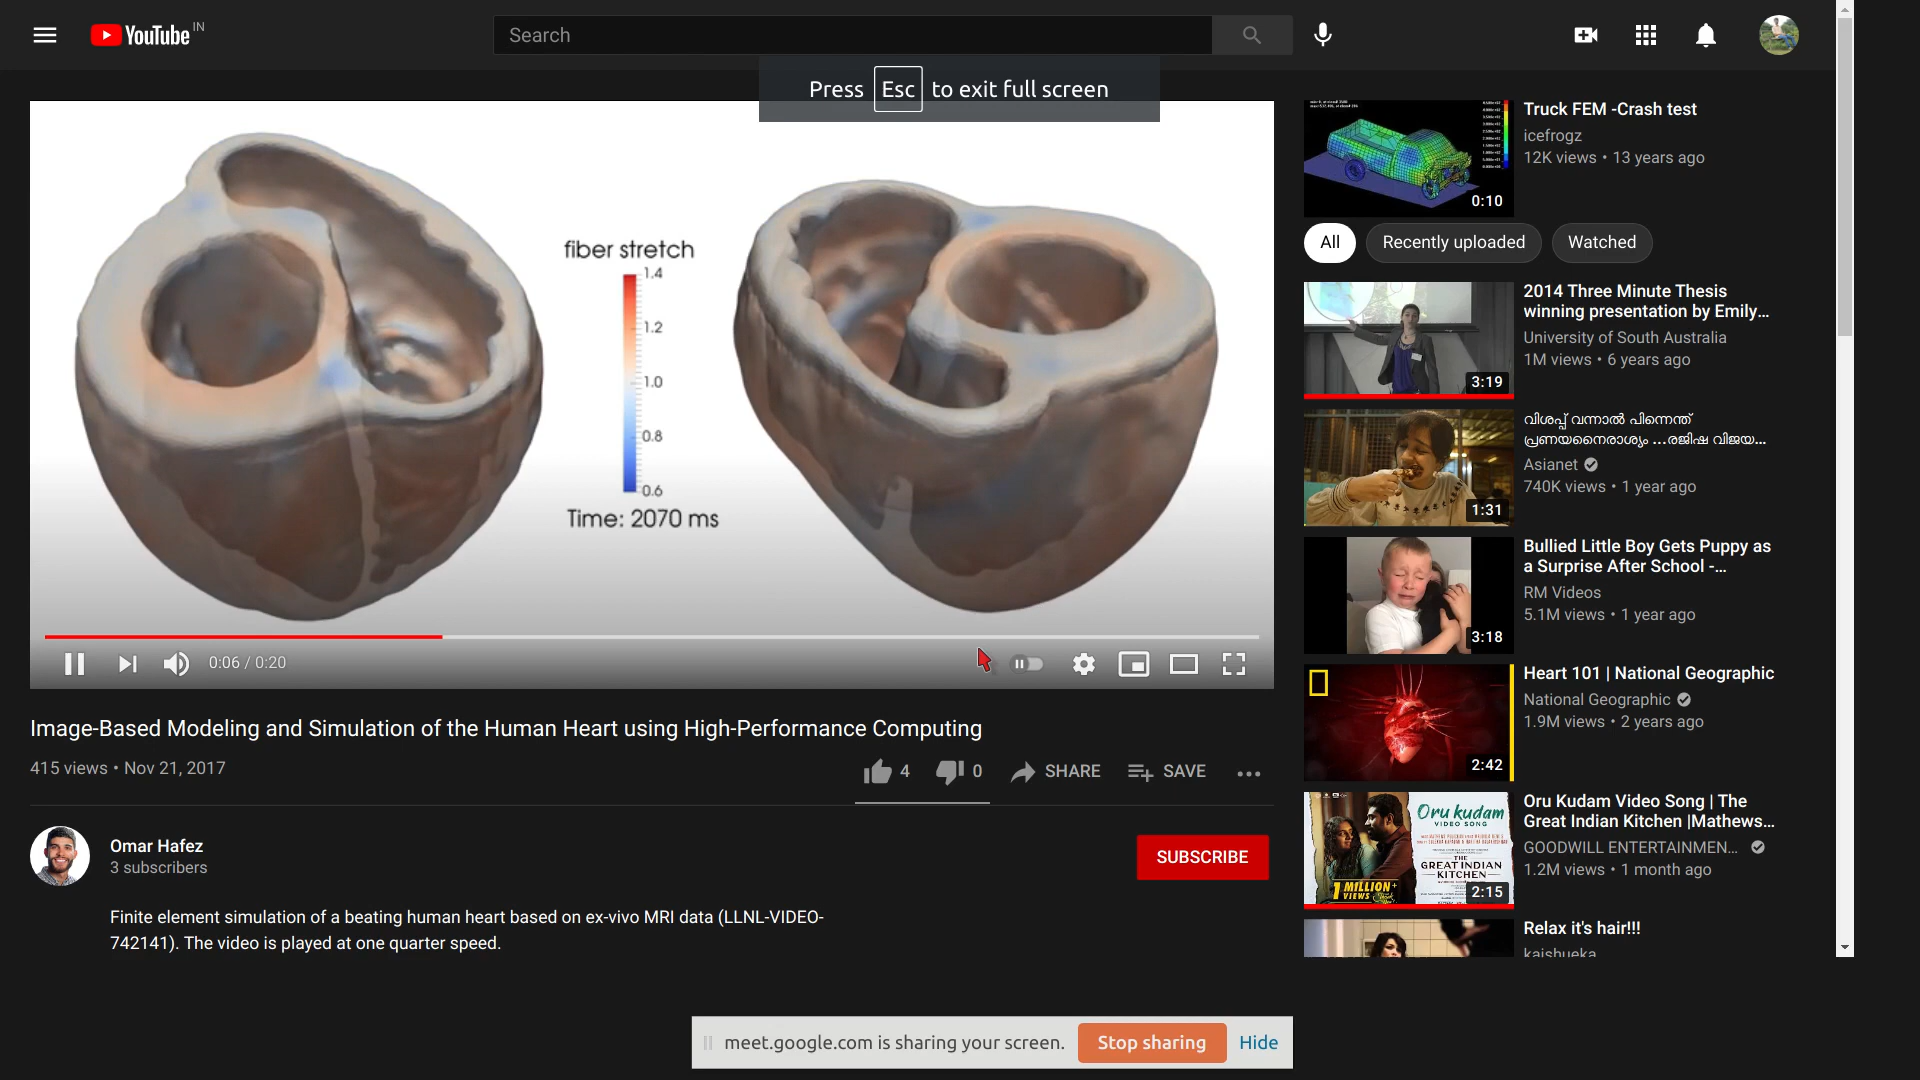 YouTube IN
Search
Press Esc to exit full screen
fiber stretch
1.4
1.2
1.0
0.8
0.6
Time: 2070 ms
0:06 / 0:20
Image-Based Modeling and Simulation of the Human Heart using High-Performance Computing
415 views • Nov 21, 2017
4
0
SHARE
SAVE
Omar Hafez
3 subscribers
SUBSCRIBE
Finite element simulation of a beating human heart based on ex-vivo MRI data (LLNL-VIDEO-
742141). The video is played at one quarter speed.
0:10
Truck FEM -Crash test
icefrogz
12K views • 13 years ago
All
Recently uploaded
Watched
3:19
2014 Three Minute Thesis
winning presentation by Emily...
University of South Australia
1M views • 6 years ago
1:31
വിശപ്പ് വന്നാൽ പിന്നെന്ത്
പ്രണയനൈരാശ്യം ...രജിഷ വിജയ...
Asianet
740K views • 1 year ago
3:18
Bullied Little Boy Gets Puppy as
a Surprise After School -...
RM Videos
5.1M views • 1 year ago
2:42
Heart 101 | National Geographic
National Geographic
1.9M views • 2 years ago
Oru kudam
VIDEO SONG
THE
GREAT INDIAN
KITCHEN
1 MILLION+
VIEWS
2:15
Oru Kudam Video Song | The
Great Indian Kitchen |Mathews...
GOODWILL ENTERTAINMEN...
1.2M views • 1 month ago
Relax it's hair!!!
kaishueka
meet.google.com is sharing your screen.
Stop sharing
Hide